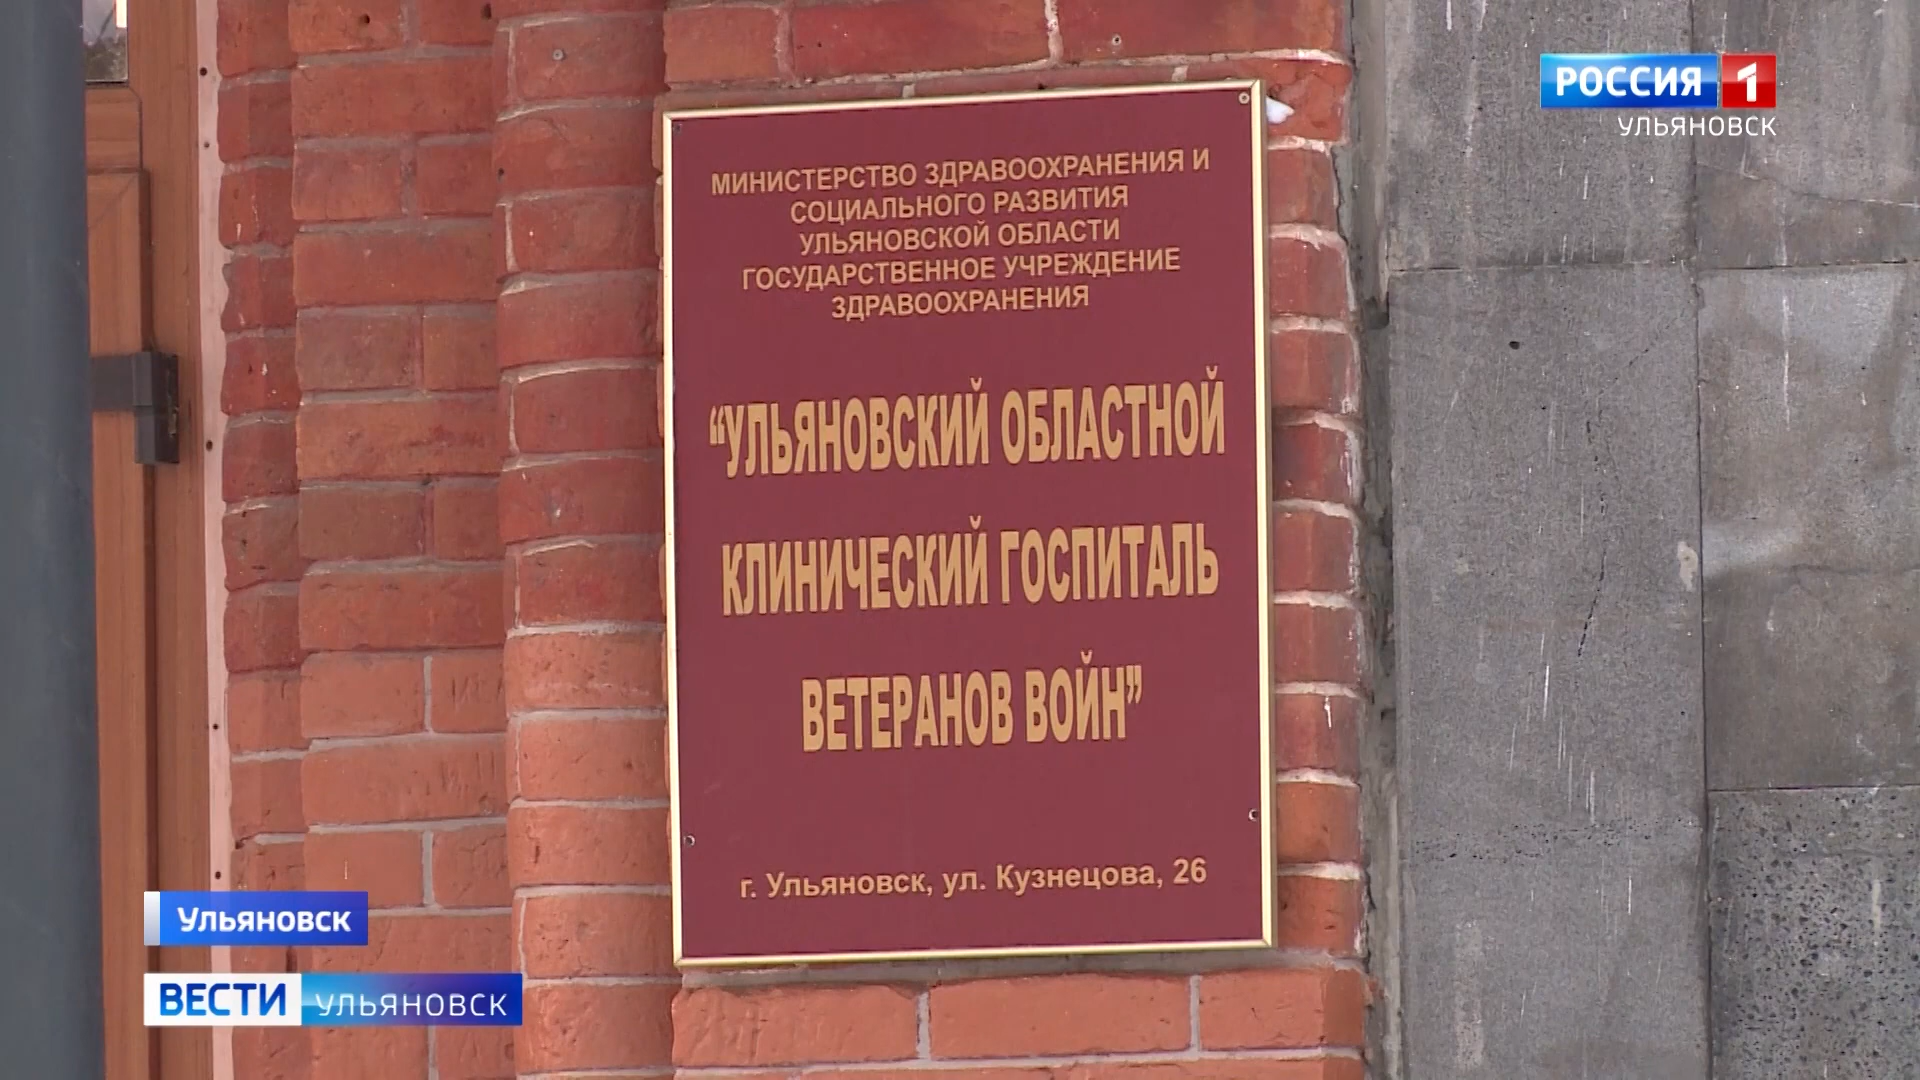 РОССИЯ 1
УЛЬЯНОВСК
МИНИСТЕРСТВО ЗДРАВООХРАНЕНИЯ И
СОЦИАЛЬНОГО РАЗВИТИЯ
УЛЬЯНОВСКОЙ ОБЛАСТИ
ГОСУДАРСТВЕННОЕ УЧРЕЖДЕНИЕ
ЗДРАВООХРАНЕНИЯ
“УЛЬЯНОВСКИЙ ОБЛАСТНОЙ
КЛИНИЧЕСКИЙ ГОСПИТАЛЬ
ВЕТЕРАНОВ ВОЙН”
г. Ульяновск, ул. Кузнецова, 26
Ульяновск
ВЕСТИ УЛЬЯНОВСК